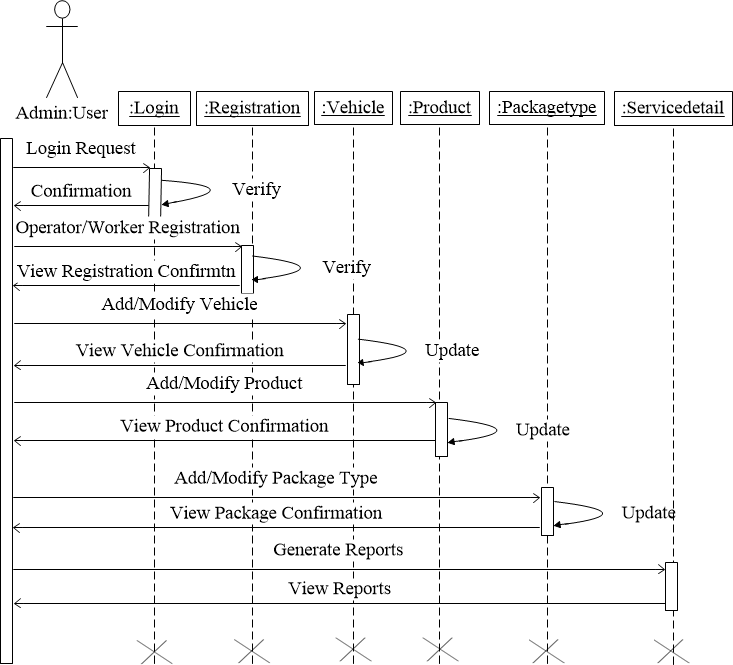 Admin:User
:Login
:Registration
:Vehicle
:Product
:Packagetype
:Servicedetail
Login Request
Confirmation
Verify
Operator/Worker Registration
View Registration Confirmtn
Verify
Add/Modify Vehicle
View Vehicle Confirmation
Update
Add/Modify Product
View Product Confirmation
Update
Add/Modify Package Type
View Package Confirmation
Update
Generate Reports
View Reports